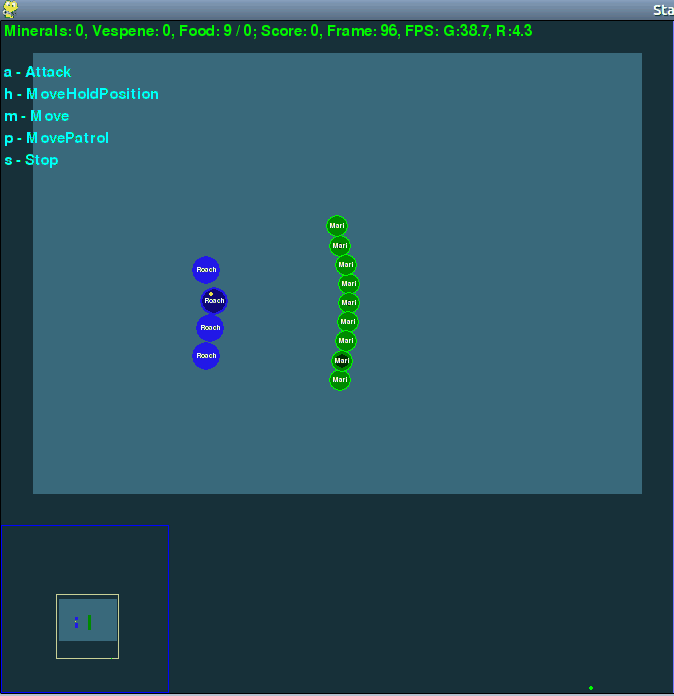 Sta
Minerals: 0, Vespene: 0, Food: 9 / 0; Score: 0, Frame: 96, FPS: G:38.7, R:4.3
a - Attack
h - MoveHoldPosition
m - Move
p - MovePatrol
s - Stop
Mari
Mari
Roach
Mari
Mari
Roach
Mari
Mari
Roach
Mari
Roach
Mari
Mari